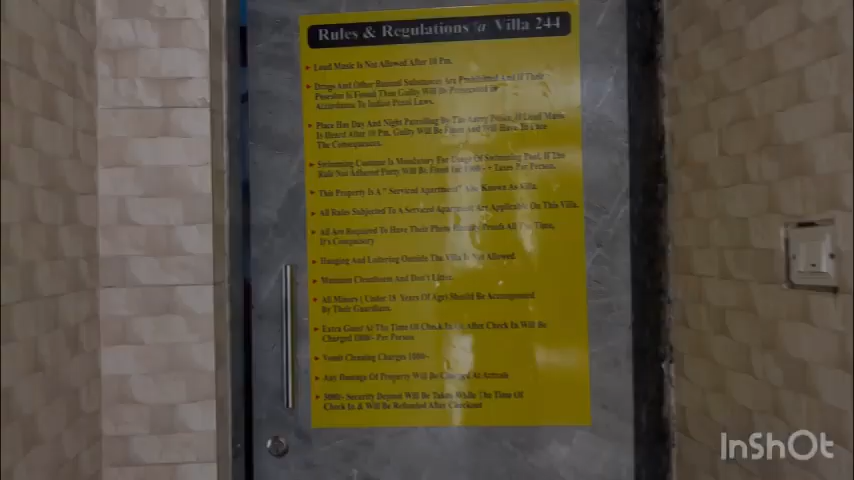 Rules & Regulations @ Villa 244
Loud Music Is Not Allowed After 10 Pm.
Drugs And Other Banned Substances Are Prohibited And If Their
Possesion Is Found Then Guilty Will Be Prosecuted in
Accordance To Indian Penal Laws.
Place Has Day And Night Patrolling By The Police, If Loud Music
Is Heard After 10 Pm, Guilty Will Be Fined And Will Have To Face
The Consequences.
Swimming Costume Is Mandatory For Usage Of Swimming Pool, If The
Rule Not Adhered Party Will Be Fined + Taxes Per Person.
This Property Is A "Serviced Apartment" Also Known As Villa.
All Rules Subjected To A Serviced Apartment Are Applicable On This Villa.
All Are Required To Have Their Photo Identity Proofs All The Time,
It's Compulsory
Hanging And Loitering Outside The Villa Is Not Allowed.
Maintain Cleanliness And Don't Litter.
All Minors ( Under 18 Years Of Age) Should Be Accompanied
By Their Guardians.
Extra Guest At The Time Of Check In Or After Check In Will Be
Charged 1000/- Per Person
Vomit Cleaning Charges 1000/-
Any Damage Of Property Will Be Charged At Actuals
5000/- Security Deposit Will Be Taken While The Time Of
Check In & Will Be Refunded After Checkout
InShOt